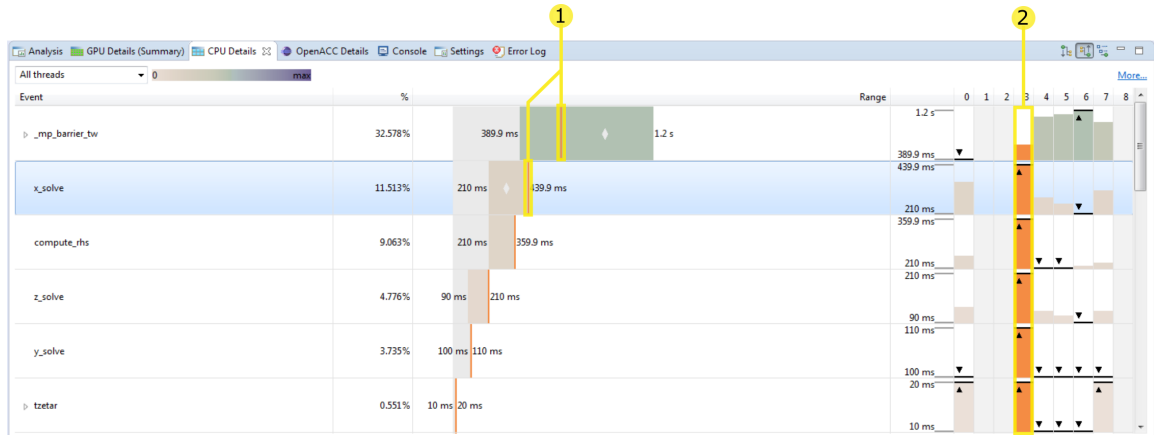 1 2
Analysis GPU Details (Summary) CPU Details OpenACC Details Console Settings Error Log
All threads 0 max More...
Event % Range 0 1 2 3 4 5 6 7 8
_mp_barrier_tw 32.578% 389.9 ms 1.2 s 1.2 s 389.9 ms
x_solve 11.513% 210 ms 439.9 ms 439.9 ms 210 ms
compute_rhs 9.063% 210 ms 359.9 ms 359.9 ms 210 ms
z_solve 4.776% 90 ms 210 ms 210 ms 90 ms
y_solve 3.735% 100 ms 110 ms 110 ms 100 ms
tzetar 0.551% 10 ms 20 ms 20 ms 10 ms